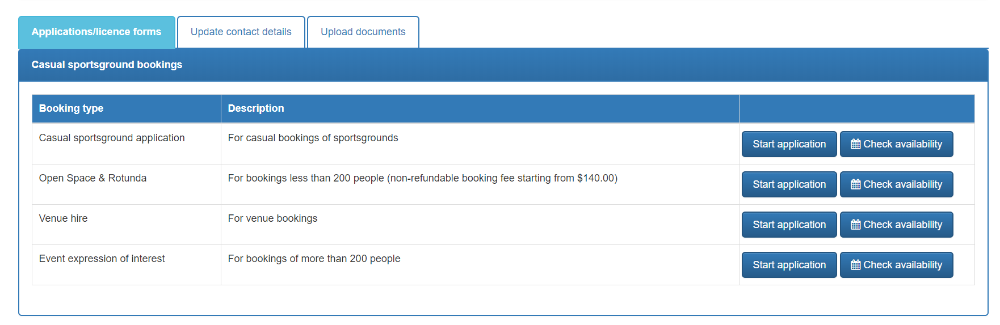 Applications/licence forms Update contact details Upload documents
Casual sportsground bookings
Booking type Description
Casual sportsground application For casual bookings of sportsgrounds Start application Check availability
Open Space & Rotunda For bookings less than 200 people (non-refundable booking fee starting from $140.00) Start application Check availability
Venue hire For venue bookings Start application Check availability
Event expression of interest For bookings of more than 200 people Start application Check availability